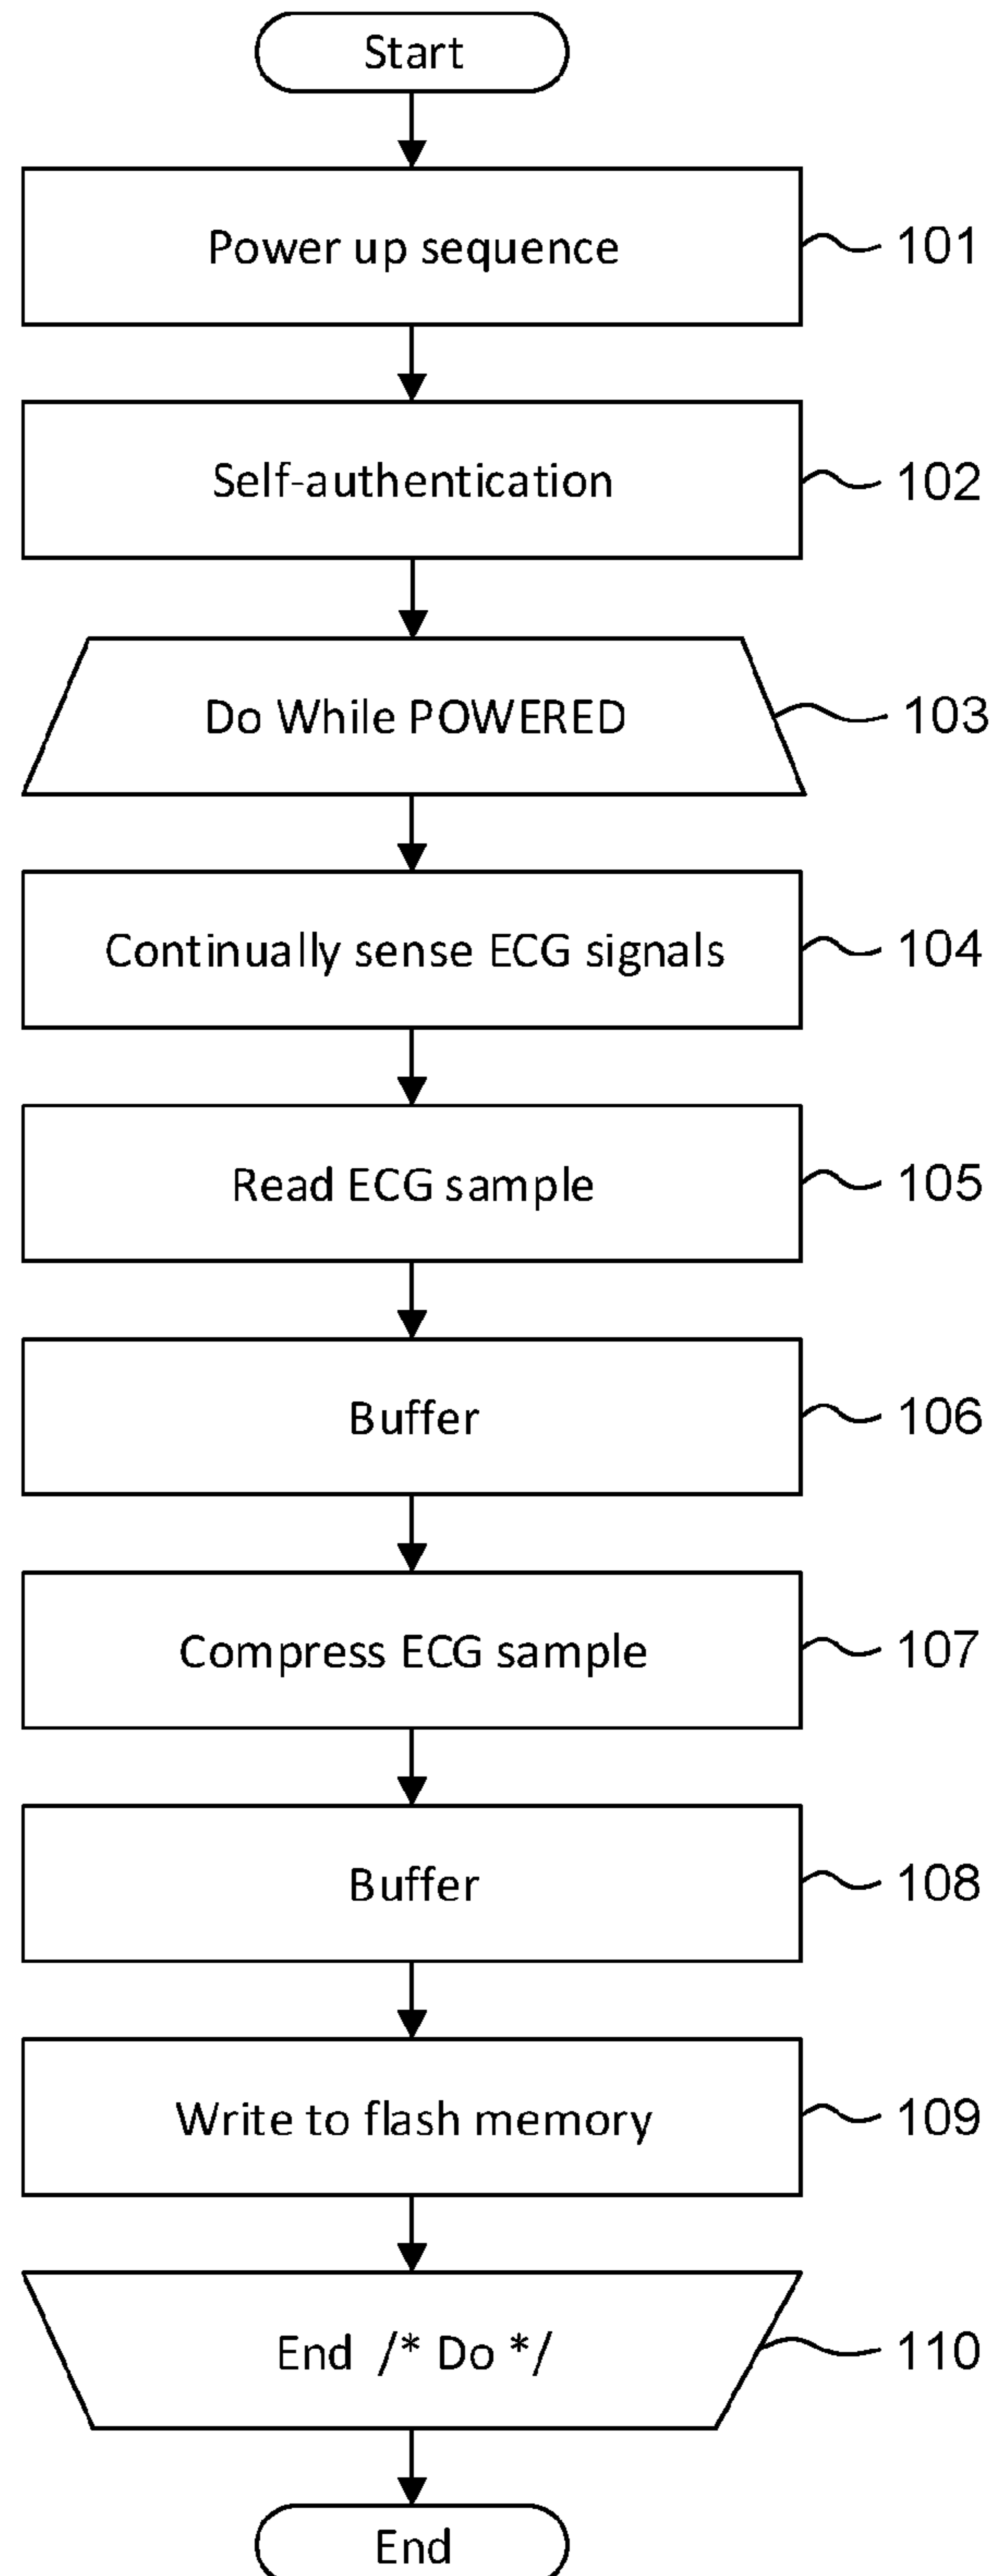 Start
Power up sequence 101
Self-authentication 102
Do While POWERED 103
Continually sense ECG signals 104
Read ECG sample 105
Buffer 106
Compress ECG sample 107
Buffer 108
Write to flash memory 109
End /* Do */ 110
End